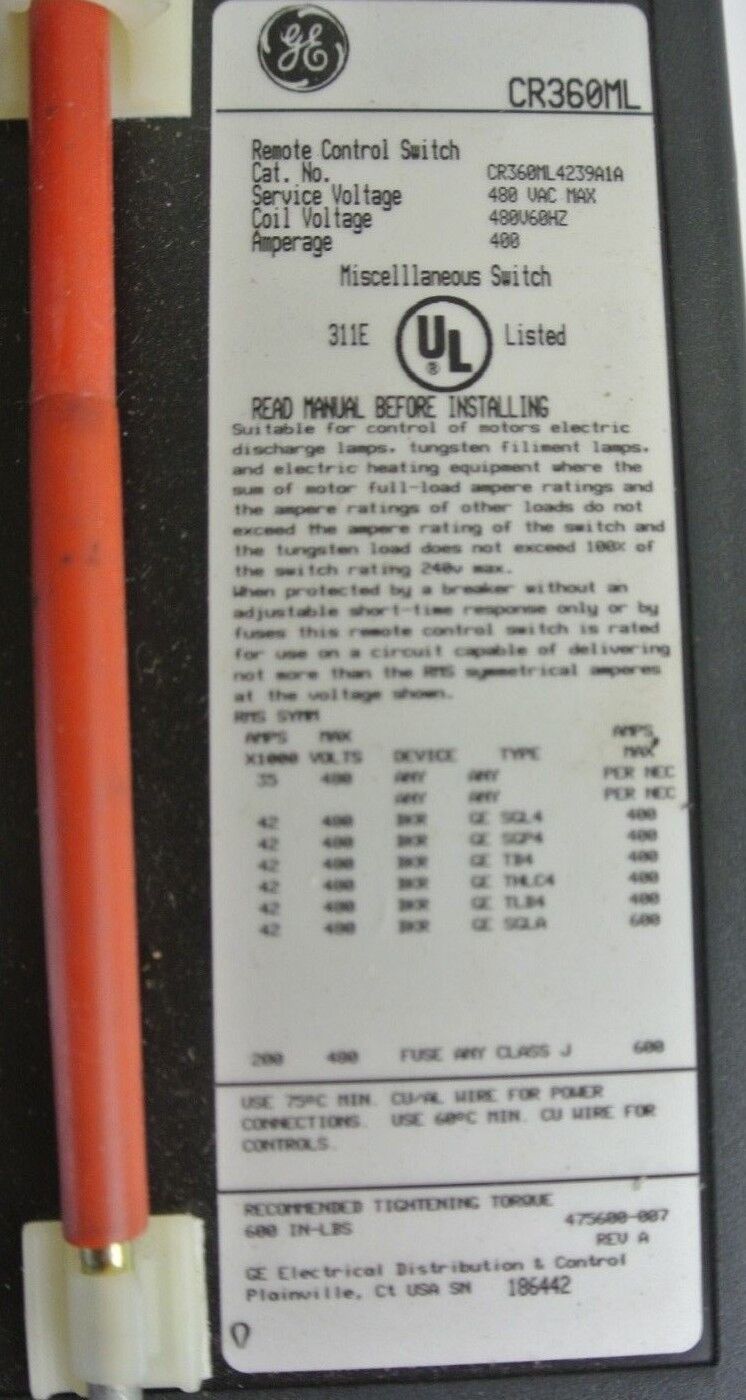 GE
CR360ML
Remote Control Switch
Cat. No. CR360ML4239A1A
Service Voltage 480 VAC MAX
Coil Voltage 480V60HZ
Amperage 400
Miscelllaneous Switch
311E UL ® Listed
READ MANUAL BEFORE INSTALLING
Suitable for control of motors electric
discharge lamps, tungsten filiment lamps,
and electric heating equipment where the
sum of motor full-load ampere ratings and
the ampere ratings of other loads do not
exceed the ampere rating of the switch and
the tungsten load does not exceed 100% of
the switch rating 240v max.
When protected by a breaker without an
adjustable short-time response only or by
fuses this remote control switch is rated
for use on a circuit capable of delivering
not more than the RMS symmetrical amperes
at the voltage shown.
RMS SYMM
AMPS MAX AMPS
X1000 VOLTS DEVICE TYPE MAX
35 480 ANY ANY PER NEC
ANY ANY PER NEC
42 480 BKR GE SGL4 400
42 480 BKR GE SGP4 400
42 480 BKR GE TB4 400
42 480 BKR GE THLC4 400
42 480 BKR GE TLB4 400
42 480 BKR GE SGLA 600
200 480 FUSE ANY CLASS J 600
USE 75ºC MIN. CU/AL WIRE FOR POWER
CONNECTIONS. USE 60ºC MIN. CU WIRE FOR
CONTROLS.
RECOMMENDED TIGHTENING TORQUE
600 IN-LBS 475600-007
REV A
GE Electrical Distribution & Control
Plainville, Ct USA SN 186442